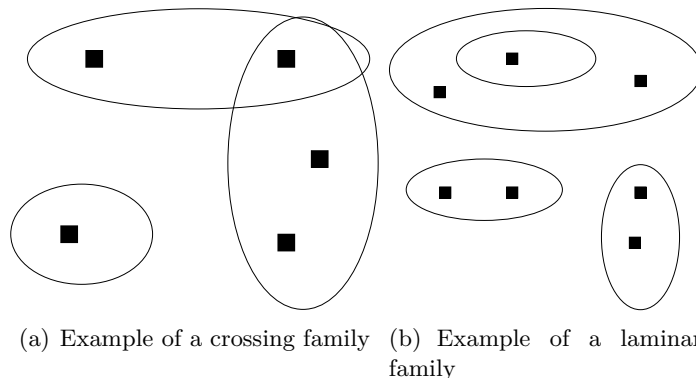 (a) Example of a crossing family
(b) Example of a laminar
family